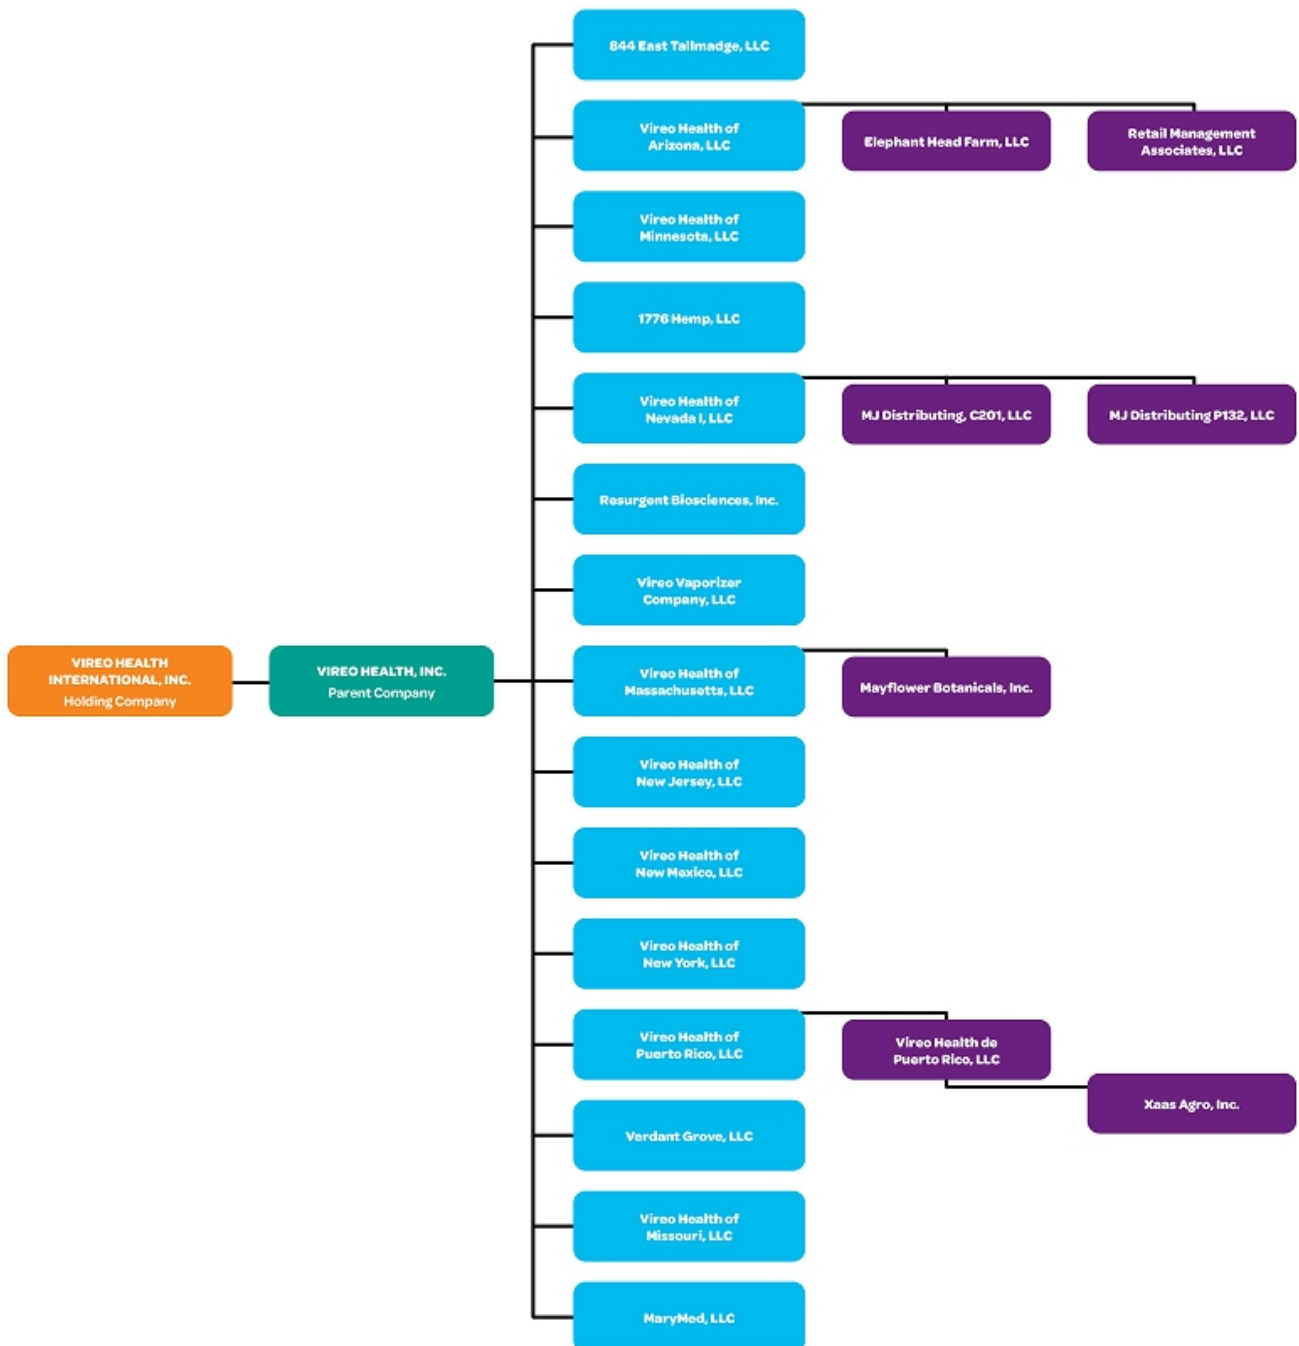 844 East Tallmadge, LLC
Vireo Health of
Arizona, LLC
Elephant Head Farm, LLC
Retail Management
Associates, LLC
Vireo Health of
Minnesota, LLC
1776 Hemp, LLC
Vireo Health of
Nevada I, LLC
MJ Distributing, C201, LLC
MJ Distributing P132, LLC
Resurgent Biosciences, Inc.
Vireo Vaporizer
Company, LLC
VIREO HEALTH
INTERNATIONAL, INC.
Holding Company
VIREO HEALTH, INC.
Parent Company
Vireo Health of
Massachusetts, LLC
Mayflower Botanicals, Inc.
Vireo Health of
New Jersey, LLC
Vireo Health of
New Mexico, LLC
Vireo Health of
New York, LLC
Vireo Health of
Puerto Rico, LLC
Vireo Health de
Puerto Rico, LLC
Xaas Agro, Inc.
Verdant Grove, LLC
Vireo Health of
Missouri, LLC
MaryMed, LLC